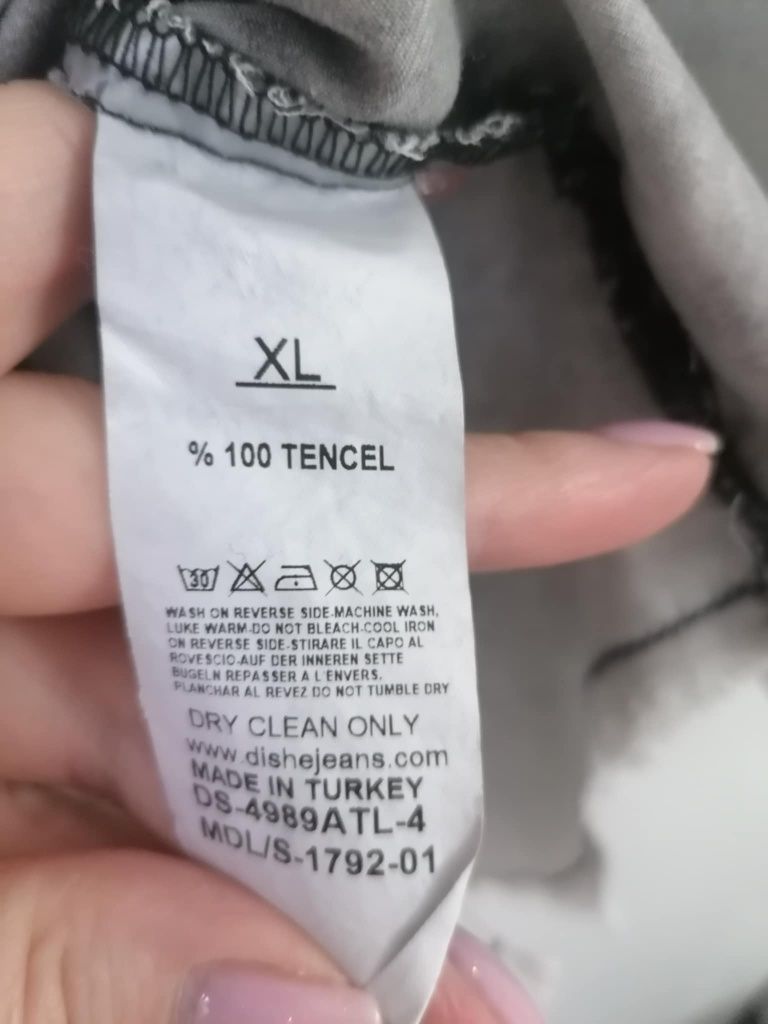 XL
% 100 TENCEL
30
WASH ON REVERSE SIDE-MACHINE WASH,
LUKE WARM-DO NOT BLEACH-COOL IRON
ON REVERSE SIDE-STIRARE IL CAPO AL
ROVESCIO-AUF DER INNEREN SETTE
BUGELN REPASSER A L'ENVERS,
PLANCHAR AL REVEZ DO NOT TUMBLE DRY
DRY CLEAN ONLY
www.dishejeans.com
MADE IN TURKEY
DS-4989ATL-4
MDL/S-1792-01